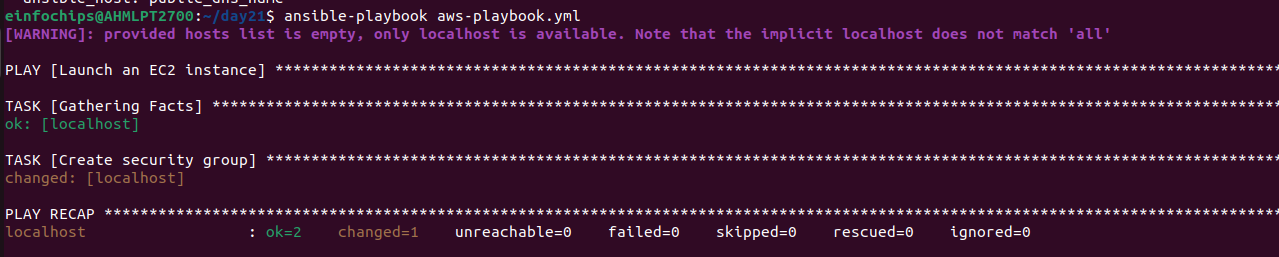 ansible_host: public_dns_name
einfochips@AHMLPT2700:~/day21$ ansible-playbook aws-playbook.yml
[WARNING]: provided hosts list is empty, only localhost is available. Note that the implicit localhost does not match 'all'
PLAY [Launch an EC2 instance] ****************************************************************************************************************
TASK [Gathering Facts] ***********************************************************************************************************************
ok: [localhost]
TASK [Create security group] *****************************************************************************************************************
changed: [localhost]
PLAY RECAP ***********************************************************************************************************************************
localhost                  : ok=2    changed=1    unreachable=0    failed=0    skipped=0    rescued=0    ignored=0